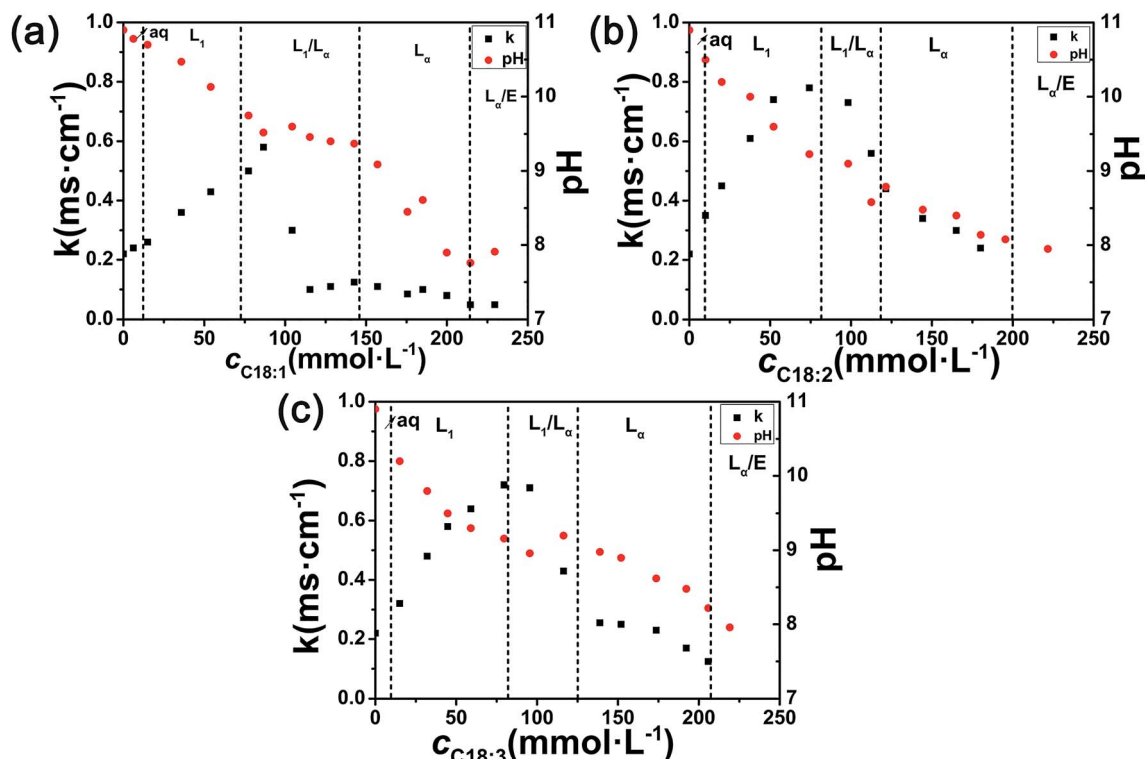 (a)
k(ms·cm⁻¹)
1.0
0.8
0.6
0.4
0.2
0.0
aq
L₁
L₁/Lα
Lα
Lα/E
k
pH
11
10
9
8
7
pH
0 50 100 150 200 250
cC18:1(mmol·L⁻¹)
(b)
k(ms·cm⁻¹)
1.0
0.8
0.6
0.4
0.2
0.0
aq
L₁
L₁/Lα
Lα
Lα/E
k
pH
11
10
9
8
7
pH
0 50 100 150 200 250
cC18:2(mmol·L⁻¹)
(c)
k(ms·cm⁻¹)
1.0
0.8
0.6
0.4
0.2
0.0
aq
L₁
L₁/Lα
Lα
Lα/E
k
pH
11
10
9
8
7
pH
0 50 100 150 200 250
cC18:3(mmol·L⁻¹)